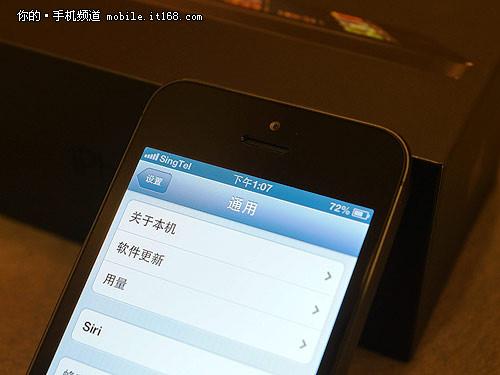 你的·手机频道 mobile.it168.com
SingTel 下午1:07 72%
设置 通用
关于本机
软件更新
用量
Siri